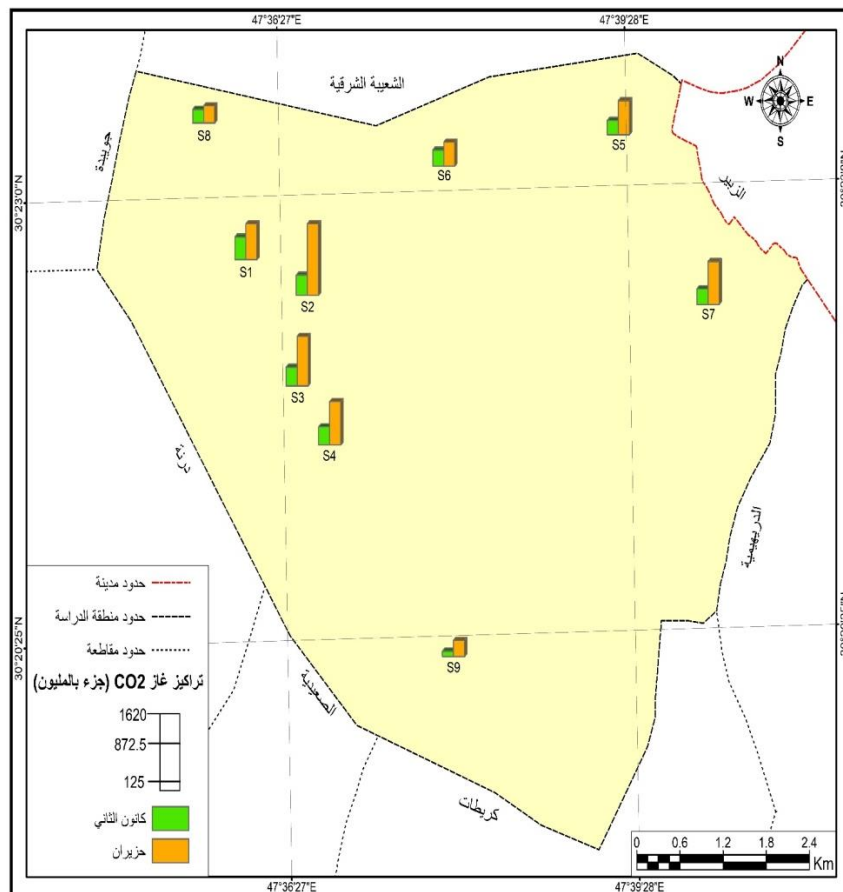 47°36'27"E
47°39'28"E
الشعيبة الشرقية
N
W E
S
جويبدة
S8
S5
S6
الزبير
30°23'0"N
S1
S2
S7
S3
S4
درنة
الدريهيمية
حدود مدينة
حدود منطقة الدراسة
حدود مقاطعة
30°20'25"N
S9
الصعيدية
تراكيز غاز CO2 (جزء بالمليون)
1620
872.5
125
كريطات
كانون الثاني
حزيران
0 0.6 1.2 1.8 2.4
Km
47°36'27"E
47°39'28"E